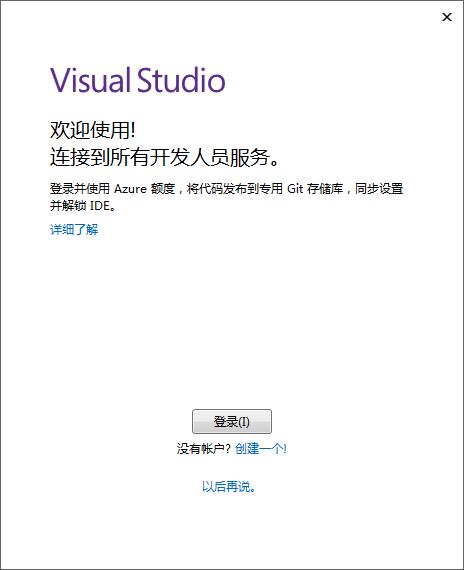 Visual Studio
欢迎使用!
连接到所有开发人员服务。
登录并使用 Azure 额度，将代码发布到专用 Git 存储库，同步设置
并解锁 IDE。
详细了解
登录(I)
没有帐户? 创建一个!
以后再说。